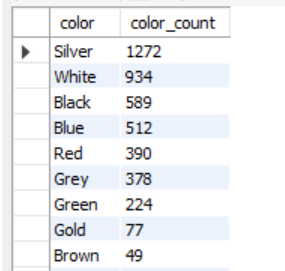 color color_count
Silver 1272
White 934
Black 589
Blue 512
Red 390
Grey 378
Green 224
Gold 77
Brown 49